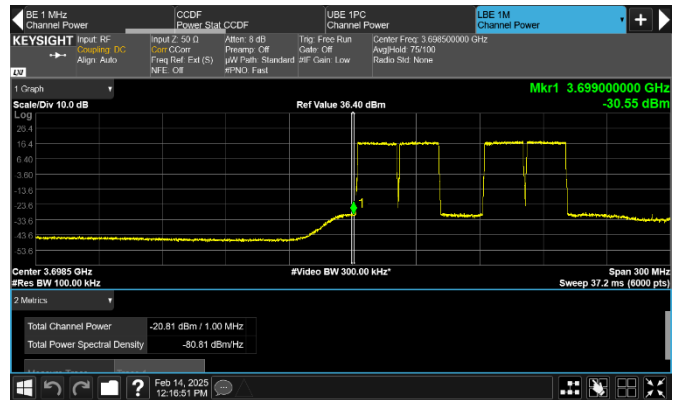 BE 1 MHz
Channel Power
CCDF
Power Stat CCDF
UBE 1PC
Channel Power
LBE 1M
Channel Power
KEYSIGHT
Input: RF
Coupling: DC
Align: Auto
Input Z: 50 Ω
Corr CCorr
Freq Ref: Ext (S)
NFE: Off
Atten: 8 dB
Preamp: Off
µW Path: Standard
#PNO: Fast
Trig: Free Run
Gate: Off
#IF Gain: Low
Center Freq: 3.698500000 GHz
Avg|Hold: 75/100
Radio Std: None
LXI
1 Graph
Mkr1 3.699000000 GHz
-30.55 dBm
Scale/Div 10.0 dB
Ref Value 36.40 dBm
Log
26.4
16.4
6.40
-3.60
-13.6
-23.6
-33.6
-43.6
-53.6
1
Center 3.6985 GHz
#Video BW 300.00 kHz*
Span 300 MHz
#Res BW 100.00 kHz
Sweep 37.2 ms (6000 pts)
2 Metrics
Total Channel Power -20.81 dBm / 1.00 MHz
Total Power Spectral Density -80.81 dBm/Hz
?
Feb 14, 2025
12:16:51 PM